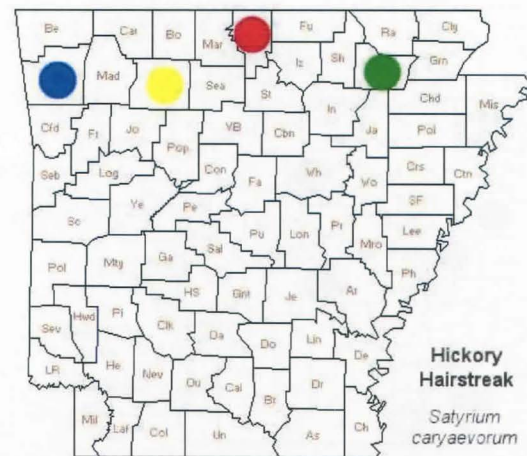 Be Car Bo Mar Fu Ra Cly
Mad Sea Iz Sh Grn
St In Chd Mis
Cfd Fr Jo Pop VB Cbn Ja Poi
Seb Log Con Fa Wh Wo Crs Ctn
Sc Ye Pe SF
Sal Pu Lon Pr Mro Lee
Pol Mtg Ga Ph
HS Grnt Je Ar
Sev Hwd Pi Clk Da Do Lin De
LR He Nev Ou Cal Dr
Br
Mil Laf Col Un As Ch
Hickory
Hairstreak
Satyrium
caryaevorum